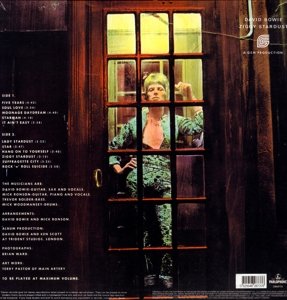 DAVID BOWIE
ZIGGY STARDUST
A GEM PRODUCTION
SIDE 1:
FIVE YEARS
SOUL LOVE
MOONAGE DAYDREAM
STARMAN
IT AIN'T EASY
SIDE 2:
LADY STARDUST
STAR
HANG ON TO YOURSELF
ZIGGY STARDUST
SUFFRAGETTE CITY
ROCK 'N' ROLL SUICIDE
THE MUSICIANS ARE:
DAVID BOWIE-GUITAR, SAX AND VOCALS.
MICK RONSON-GUITAR, PIANO AND VOCALS
TREVOR BOLDER-BASS.
MICK WOODMANSEY-DRUMS.
ARRANGEMENTS:
DAVID BOWIE AND MICK RONSON.
ALBUM PRODUCTION:
DAVID BOWIE AND KEN SCOTT
AT TRIDENT STUDIOS, LONDON.
PHOTOGRAPHS:
BRIAN WARD
ART WORK:
TERRY PASTOR OF MAIN ARTERY
TO BE PLAYED AT MAXIMUM VOLUME.
PARLOPHONE